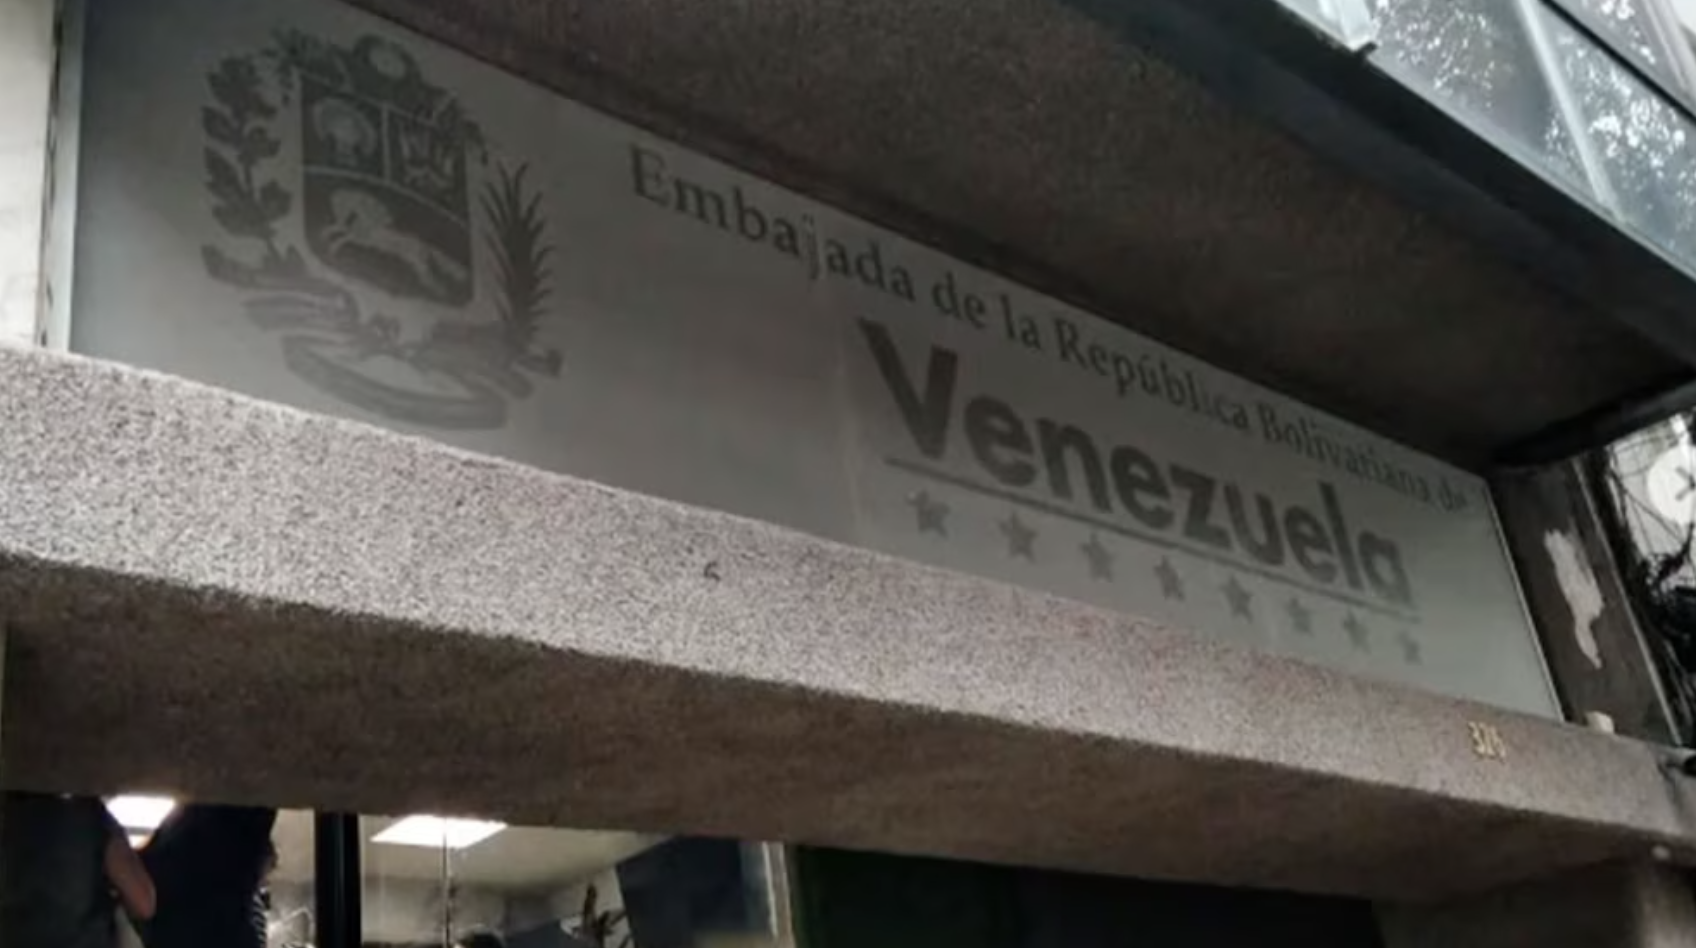 Embajada de la República Bolivariana de
Venezuela